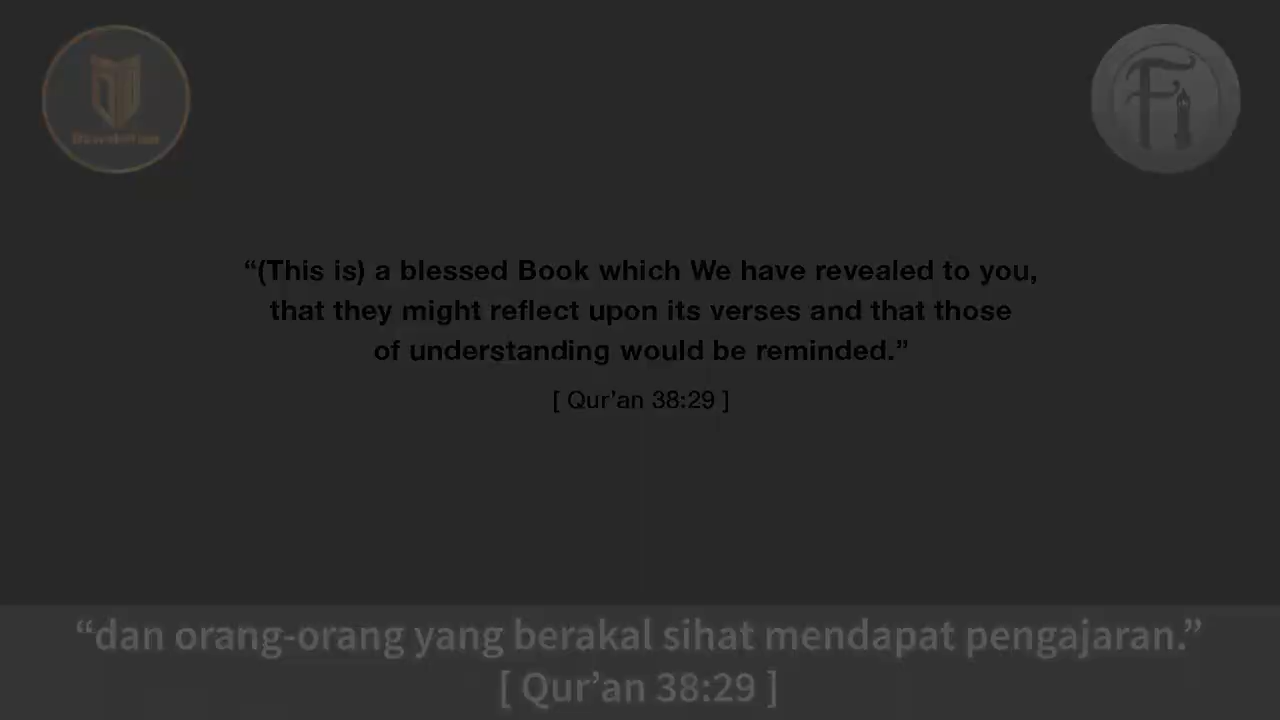 Fi
“(This is) a blessed Book which We have revealed to you,
that they might reflect upon its verses and that those
of understanding would be reminded.”
[ Qur’an 38:29 ]
“dan orang-orang yang berakal sihat mendapat pengajaran.”
[ Qur’an 38:29 ]